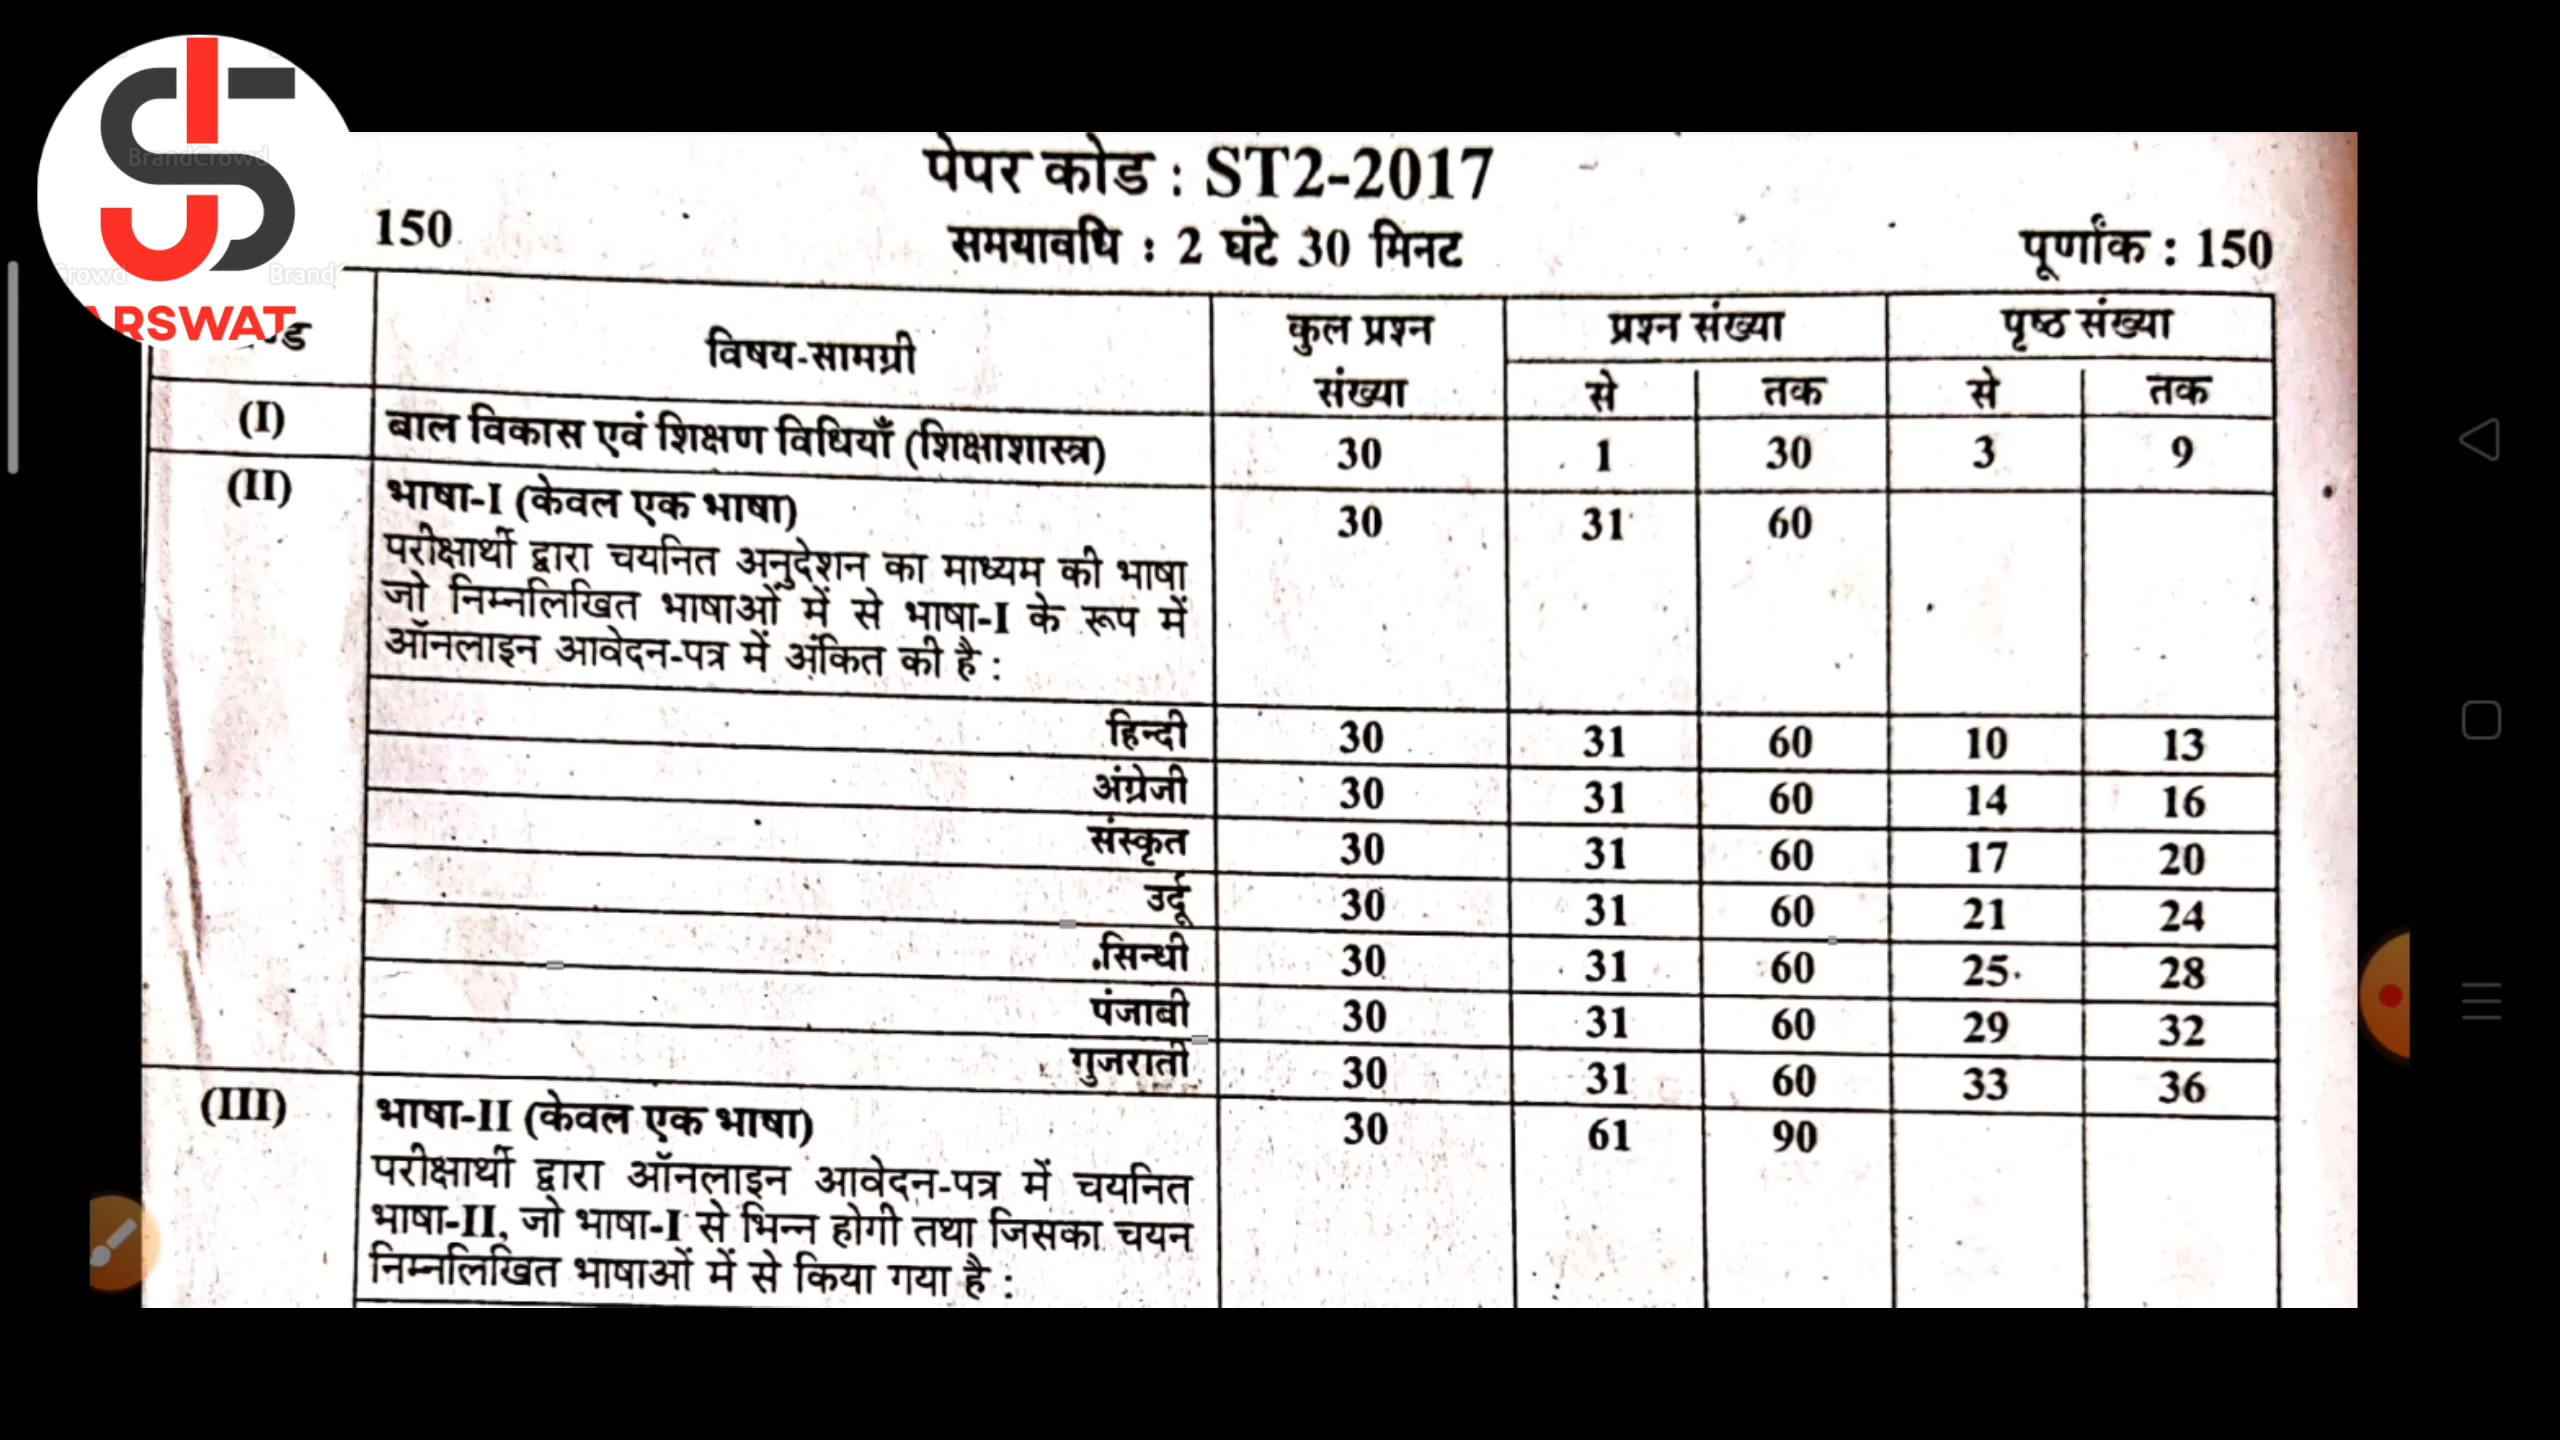 BrandCrowd
Brand
ARSWAT
पेपर कोड : ST2-2017
150 समयावधि : 2 घंटे 30 मिनट पूर्णांक : 150
विषय-सामग्री कुल प्रश्न संख्या प्रश्न संख्या पृष्ठ संख्या
से तक से तक
(I) बाल विकास एवं शिक्षण विधियाँ (शिक्षाशास्त्र) 30 1 30 3 9
(II) भाषा-I (केवल एक भाषा) 30 31 60
परीक्षार्थी द्वारा चयनित अनुदेशन का माध्यम की भाषा
जो निम्नलिखित भाषाओं में से भाषा-I के रूप में
ऑनलाइन आवेदन-पत्र में अंकित की है :
हिन्दी 30 31 60 10 13
अंग्रेजी 30 31 60 14 16
संस्कृत 30 31 60 17 20
उर्दू 30 31 60 21 24
सिन्धी 30 31 60 25 28
पंजाबी 30 31 60 29 32
गुजराती 30 31 60 33 36
(III) भाषा-II (केवल एक भाषा) 30 61 90
परीक्षार्थी द्वारा ऑनलाइन आवेदन-पत्र में चयनित
भाषा-II, जो भाषा-I से भिन्न होगी तथा जिसका चयन
निम्नलिखित भाषाओं में से किया गया है :